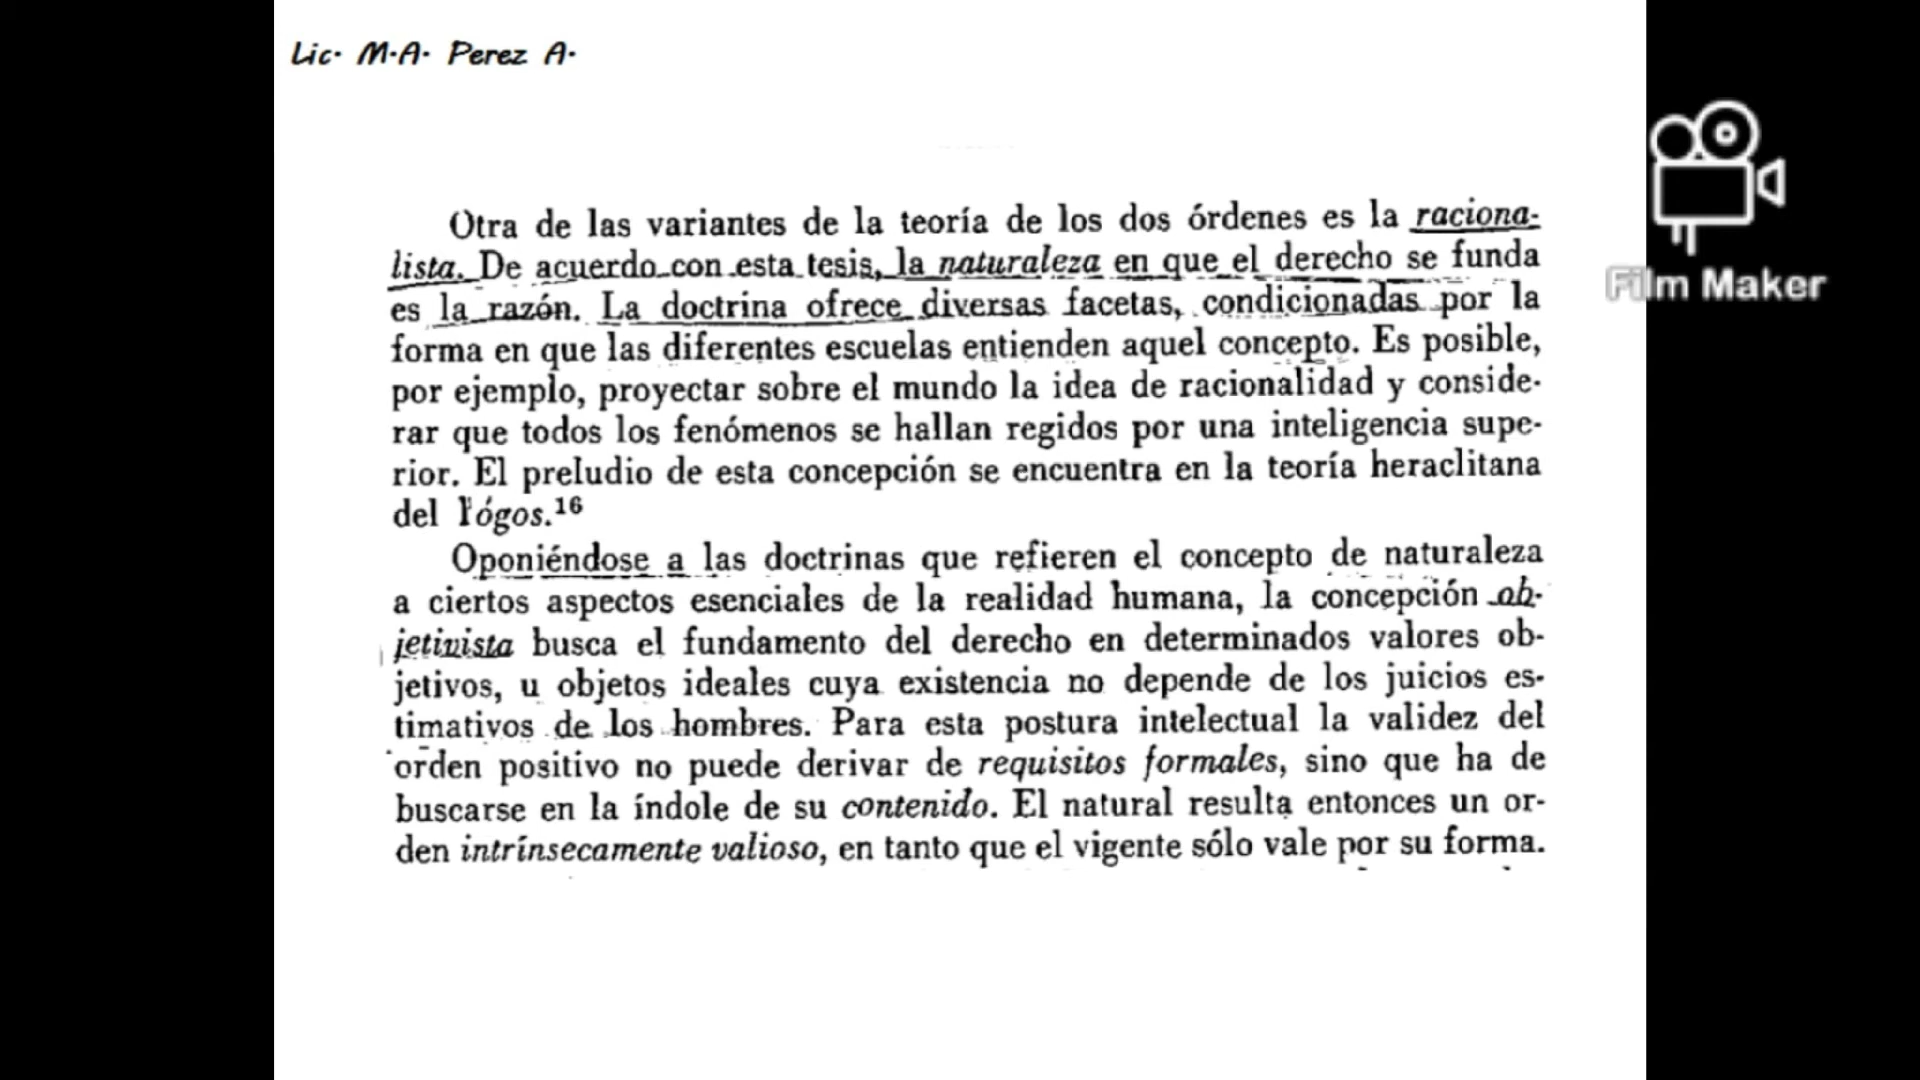 Lic. M.A. Perez A.
Film Maker
Otra de las variantes de la teoría de los dos órdenes es la raciona-
lista. De acuerdo con esta tesis, la naturaleza en que el derecho se funda
es la razón. La doctrina ofrece diversas facetas, condicionadas por la
forma en que las diferentes escuelas entienden aquel concepto. Es posible,
por ejemplo, proyectar sobre el mundo la idea de racionalidad y conside-
rar que todos los fenómenos se hallan regidos por una inteligencia supe-
rior. El preludio de esta concepción se encuentra en la teoría heraclitana
del lógos.¹⁶
Oponiéndose a las doctrinas que refieren el concepto de naturaleza
a ciertos aspectos esenciales de la realidad humana, la concepción ob-
jetivista busca el fundamento del derecho en determinados valores ob-
jetivos, u objetos ideales cuya existencia no depende de los juicios es-
timativos de los hombres. Para esta postura intelectual la validez del
orden positivo no puede derivar de requisitos formales, sino que ha de
buscarse en la índole de su contenido. El natural resulta entonces un or-
den intrínsecamente valioso, en tanto que el vigente sólo vale por su forma.